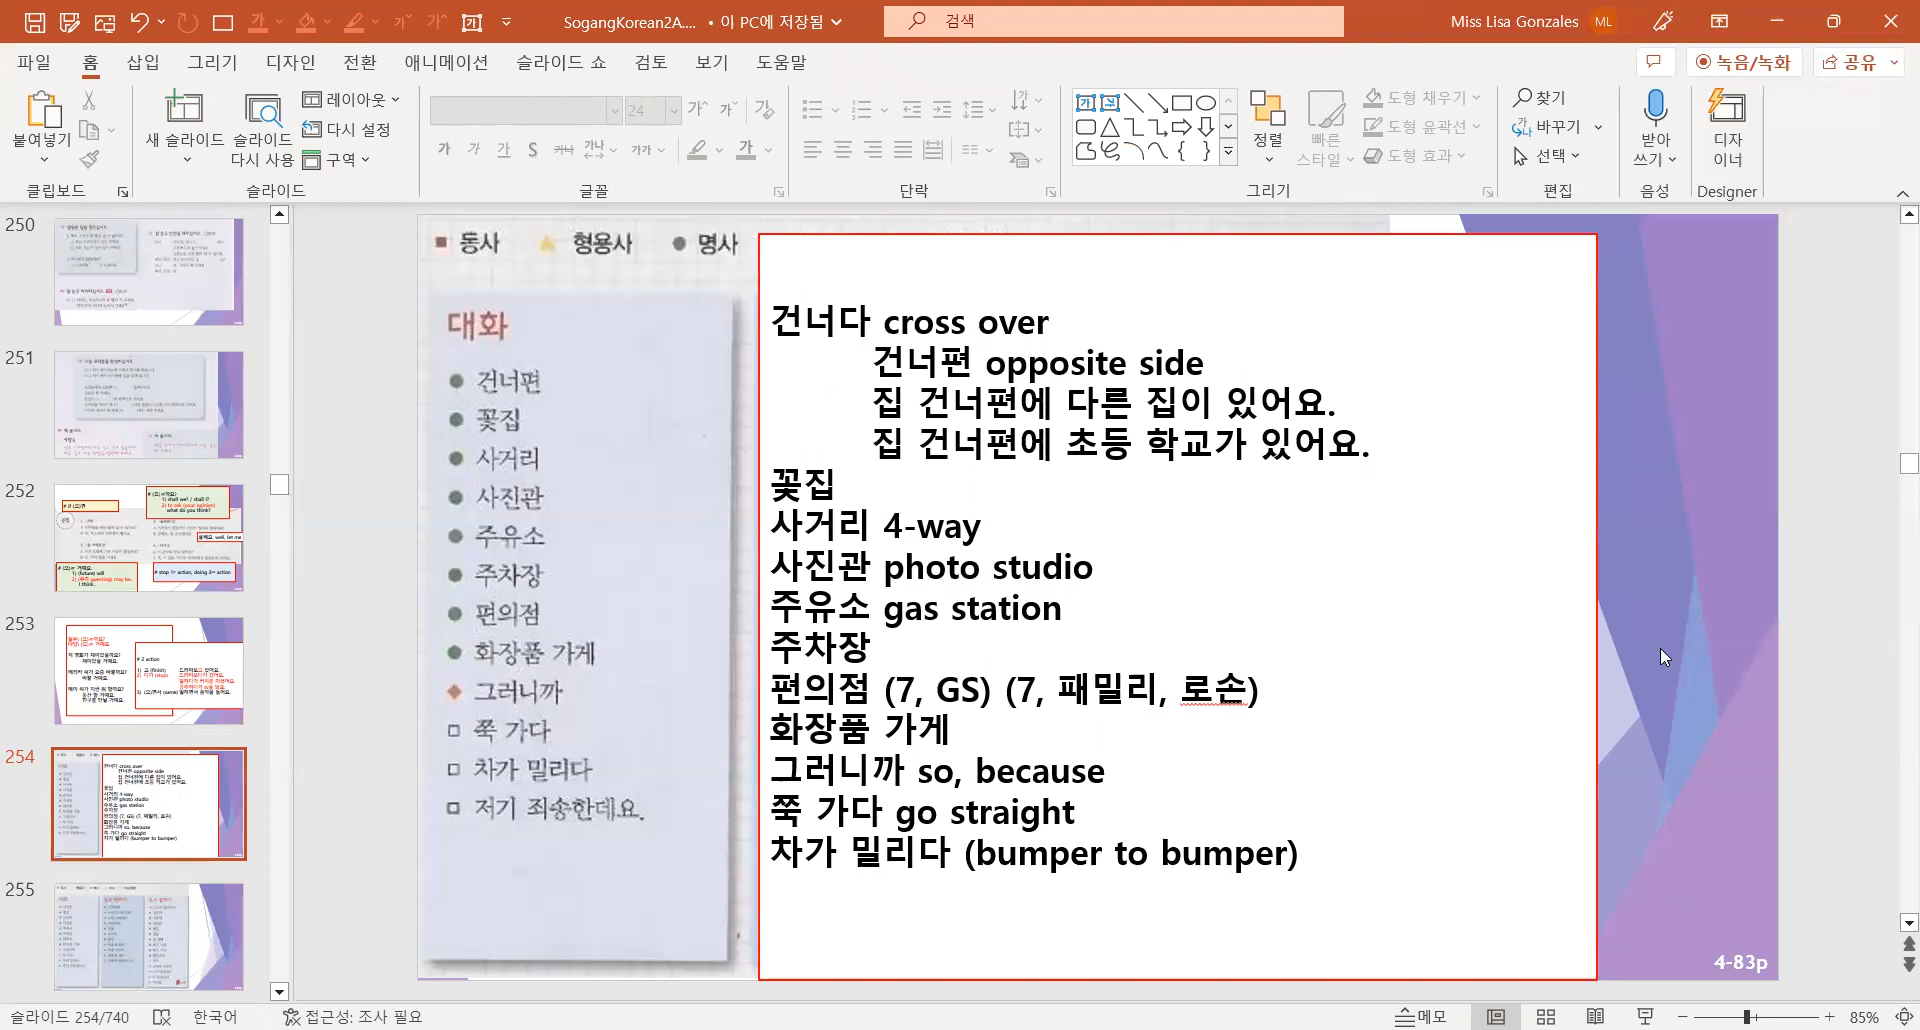 SogangKorean2A.... • 이 PC에 저장됨
검색
Miss Lisa Gonzales ML
파일 홈 삽입 그리기 디자인 전환 애니메이션 슬라이드 쇼 검토 보기 도움말
녹음/녹화 공유
붙여넣기
클립보드
새 슬라이드
슬라이드 다시 사용
레이아웃
다시 설정
구역
슬라이드
24
글꼴
단락
정렬
빠른 스타일
도형 채우기
도형 윤곽선
도형 효과
그리기
찾기
바꾸기
선택
편집
받아쓰기
음성
디자이너
Designer
250
251
252
253
254
255
동사 형용사 명사
대화
건너편
꽃집
사거리
사진관
주유소
주차장
편의점
화장품 가게
그러니까
쭉 가다
차가 밀리다
저기 죄송한데요.
건너다 cross over
건너편 opposite side
집 건너편에 다른 집이 있어요.
집 건너편에 초등 학교가 있어요.
꽃집
사거리 4-way
사진관 photo studio
주유소 gas station
주차장
편의점 (7, GS) (7, 패밀리, 로손)
화장품 가게
그러니까 so, because
쭉 가다 go straight
차가 밀리다 (bumper to bumper)
4-83p
슬라이드 254/740 한국어 접근성: 조사 필요 메모 85%